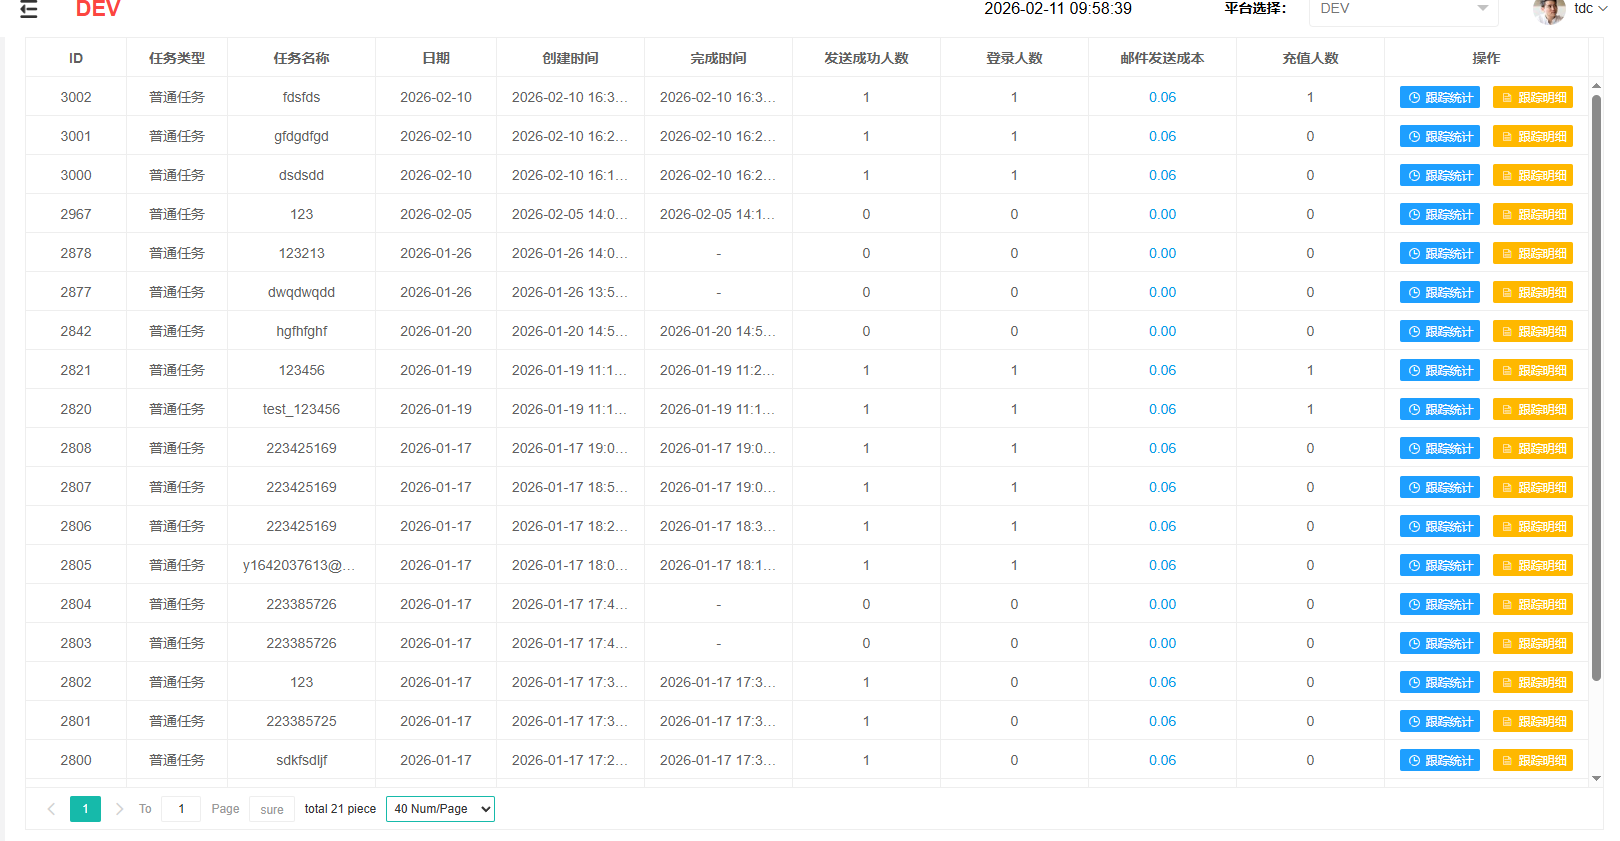 DEV 2026-02-11 09:58:39 平台选择： DEV tdc
ID 任务类型 任务名称 日期 创建时间 完成时间 发送成功人数 登录人数 邮件发送成本 充值人数 操作
3002 普通任务 fdsfds 2026-02-10 2026-02-10 16:3... 2026-02-10 16:3... 1 1 0.06 1 跟踪统计 跟踪明细
3001 普通任务 gfdgdfgd 2026-02-10 2026-02-10 16:2... 2026-02-10 16:2... 1 1 0.06 0 跟踪统计 跟踪明细
3000 普通任务 dsdsdd 2026-02-10 2026-02-10 16:1... 2026-02-10 16:2... 1 1 0.06 0 跟踪统计 跟踪明细
2967 普通任务 123 2026-02-05 2026-02-05 14:0... 2026-02-05 14:1... 0 0 0.00 0 跟踪统计 跟踪明细
2878 普通任务 123213 2026-01-26 2026-01-26 14:0... - 0 0 0.00 0 跟踪统计 跟踪明细
2877 普通任务 dwqdwqdd 2026-01-26 2026-01-26 13:5... - 0 0 0.00 0 跟踪统计 跟踪明细
2842 普通任务 hgfhfghf 2026-01-20 2026-01-20 14:5... 2026-01-20 14:5... 0 0 0.00 0 跟踪统计 跟踪明细
2821 普通任务 123456 2026-01-19 2026-01-19 11:1... 2026-01-19 11:2... 1 1 0.06 1 跟踪统计 跟踪明细
2820 普通任务 test_123456 2026-01-19 2026-01-19 11:1... 2026-01-19 11:1... 1 1 0.06 1 跟踪统计 跟踪明细
2808 普通任务 223425169 2026-01-17 2026-01-17 19:0... 2026-01-17 19:0... 1 1 0.06 0 跟踪统计 跟踪明细
2807 普通任务 223425169 2026-01-17 2026-01-17 18:5... 2026-01-17 19:0... 1 1 0.06 0 跟踪统计 跟踪明细
2806 普通任务 223425169 2026-01-17 2026-01-17 18:2... 2026-01-17 18:3... 1 1 0.06 0 跟踪统计 跟踪明细
2805 普通任务 y1642037613@... 2026-01-17 2026-01-17 18:0... 2026-01-17 18:1... 1 1 0.06 0 跟踪统计 跟踪明细
2804 普通任务 223385726 2026-01-17 2026-01-17 17:4... - 0 0 0.00 0 跟踪统计 跟踪明细
2803 普通任务 223385726 2026-01-17 2026-01-17 17:4... - 0 0 0.00 0 跟踪统计 跟踪明细
2802 普通任务 123 2026-01-17 2026-01-17 17:3... 2026-01-17 17:3... 1 0 0.06 0 跟踪统计 跟踪明细
2801 普通任务 223385725 2026-01-17 2026-01-17 17:3... 2026-01-17 17:3... 1 0 0.06 0 跟踪统计 跟踪明细
2800 普通任务 sdkfsdljf 2026-01-17 2026-01-17 17:2... 2026-01-17 17:3... 1 0 0.06 0 跟踪统计 跟踪明细
1 To 1 Page sure total 21 piece 40 Num/Page